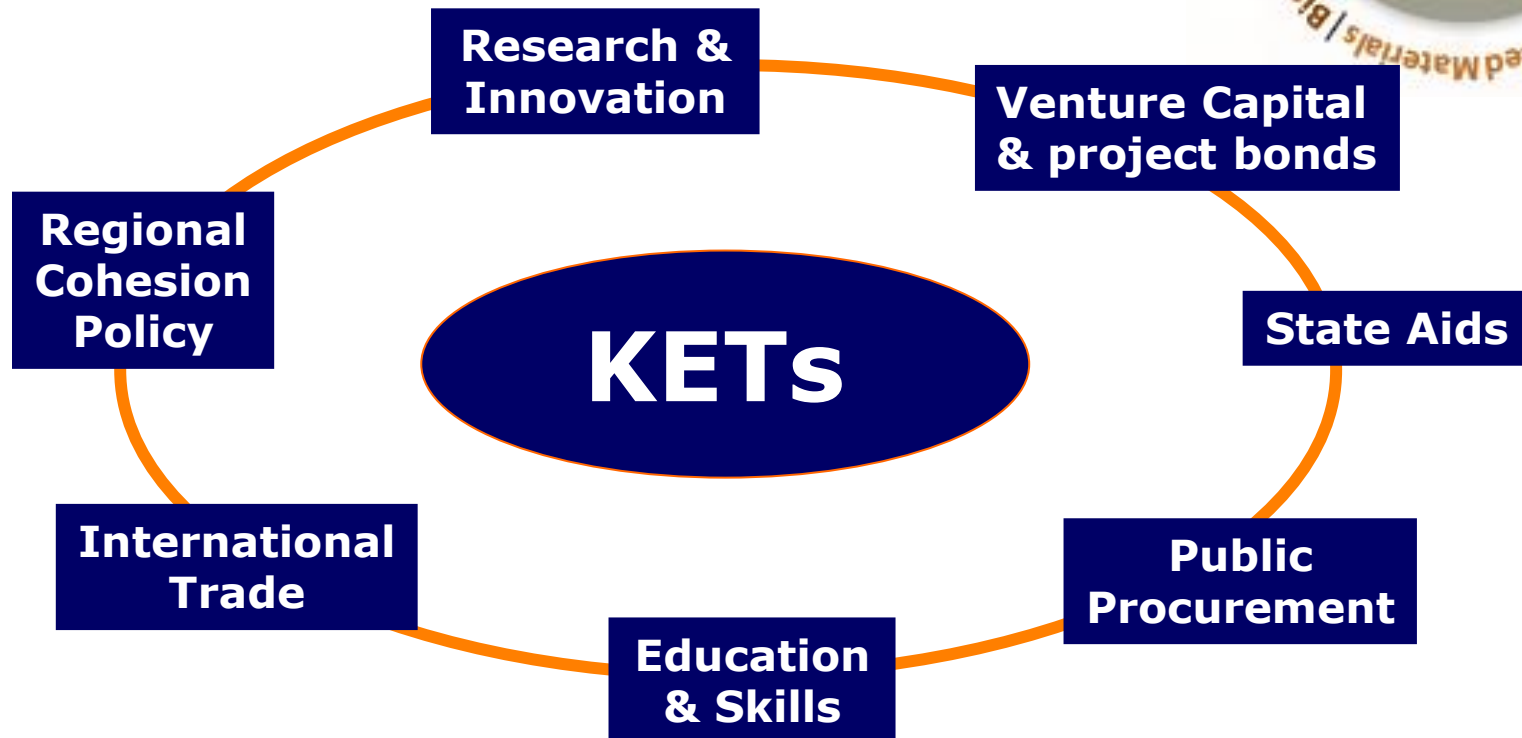 Research &
Innovation
Venture Capital
& project bonds
Regional
Cohesion
Policy
State Aids
KETs
International
Trade
Public
Procurement
Education
& Skills